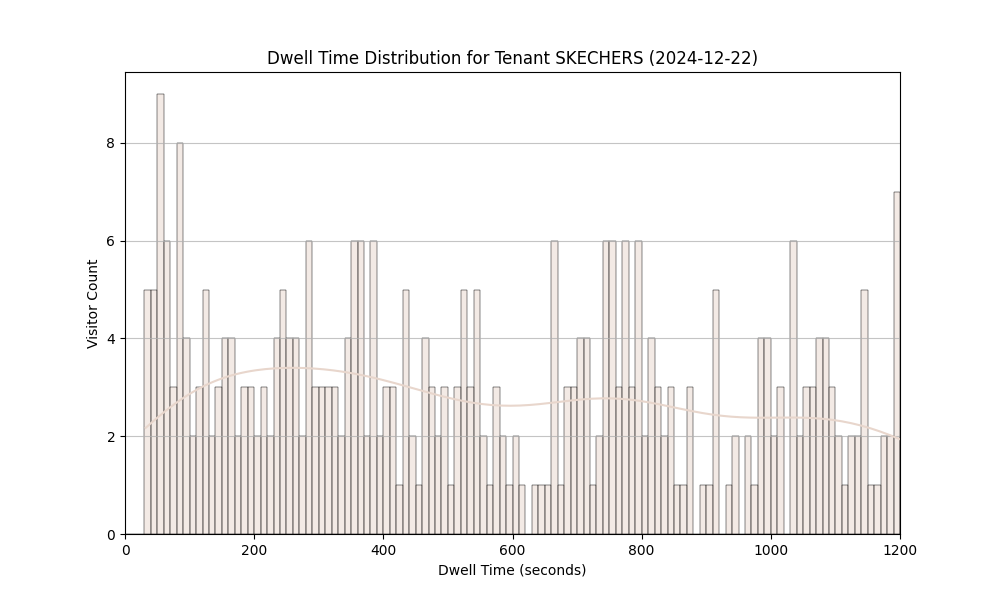 Dwell Time Distribution for Tenant SKECHERS (2024-12-22)
Visitor Count
8
6
4
2
0
0 200 400 600 800 1000 1200
Dwell Time (seconds)